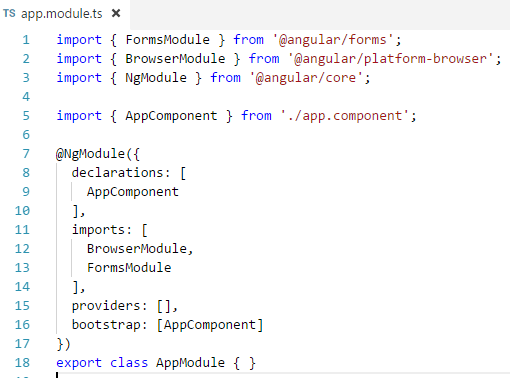 TS app.module.ts ×
1 import { FormsModule } from '@angular/forms';
2 import { BrowserModule } from '@angular/platform-browser';
3 import { NgModule } from '@angular/core';
4
5 import { AppComponent } from './app.component';
6
7 @NgModule({
8   declarations: [
9     AppComponent
10   ],
11   imports: [
12     BrowserModule,
13     FormsModule
14   ],
15   providers: [],
16   bootstrap: [AppComponent]
17 })
18 export class AppModule { }